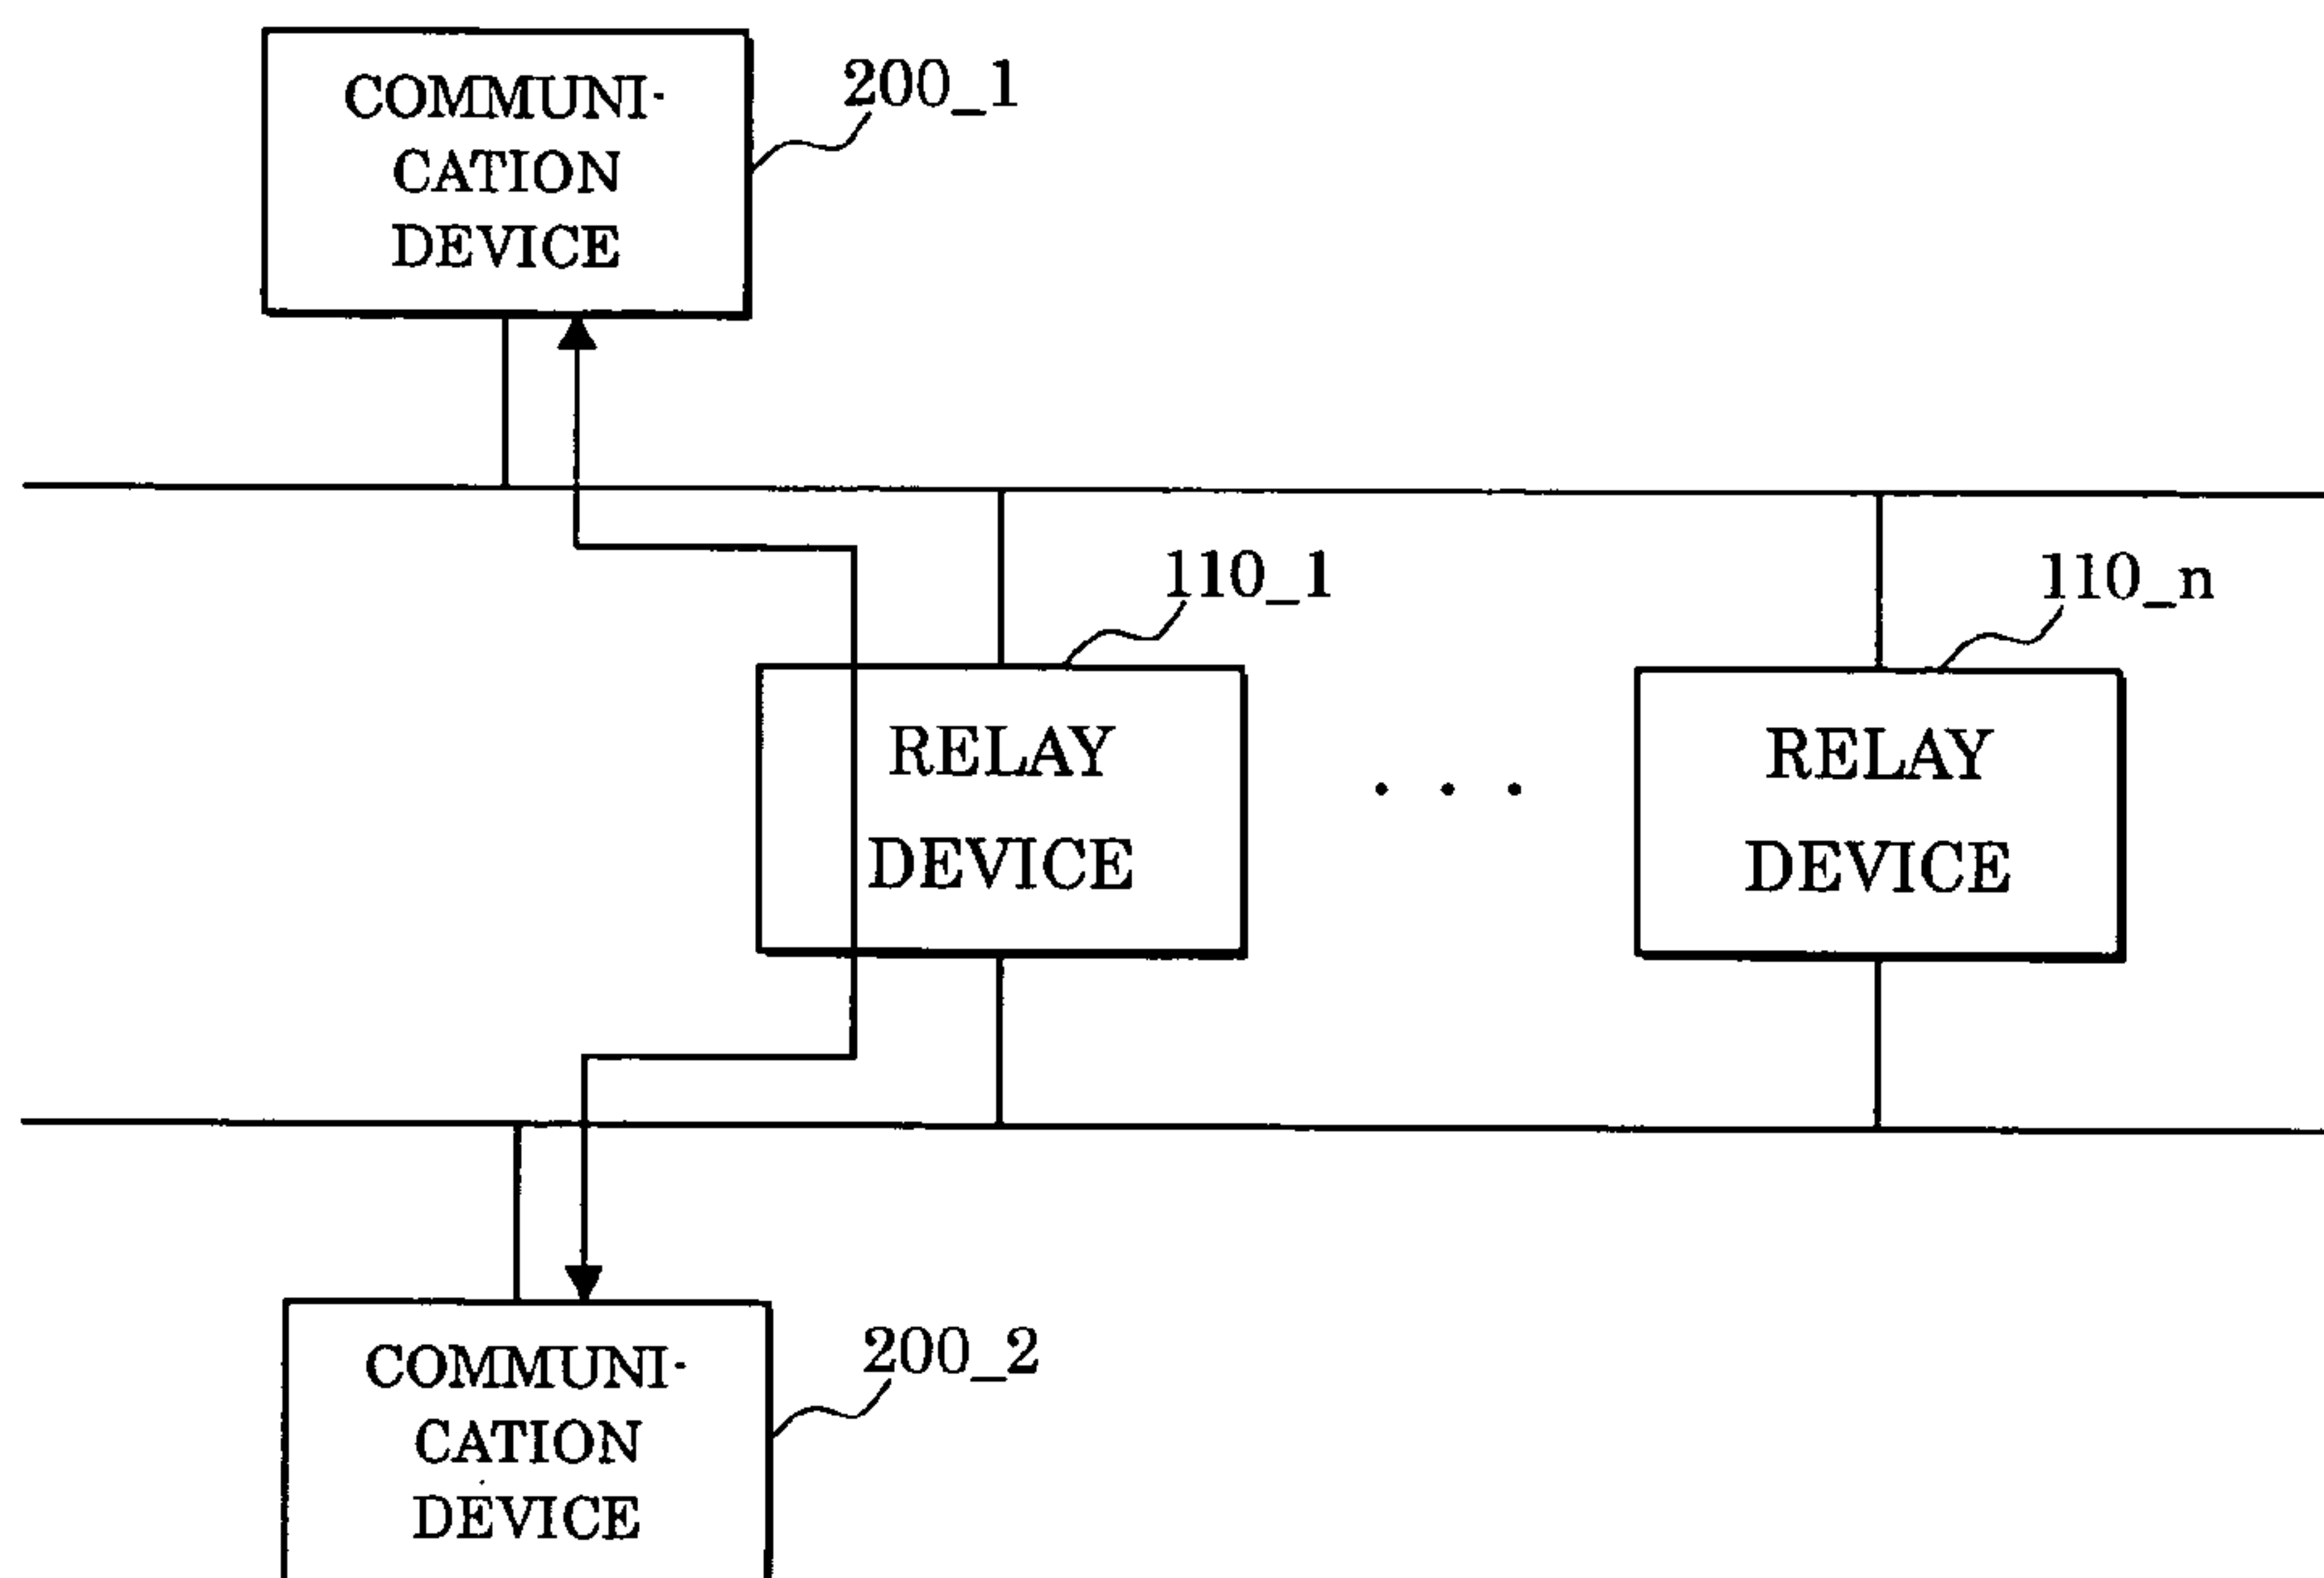 COMMUNI-
CATION
DEVICE
200_1
110_1
110_n
RELAY
DEVICE
. . .
RELAY
DEVICE
COMMUNI-
CATION
DEVICE
200_2